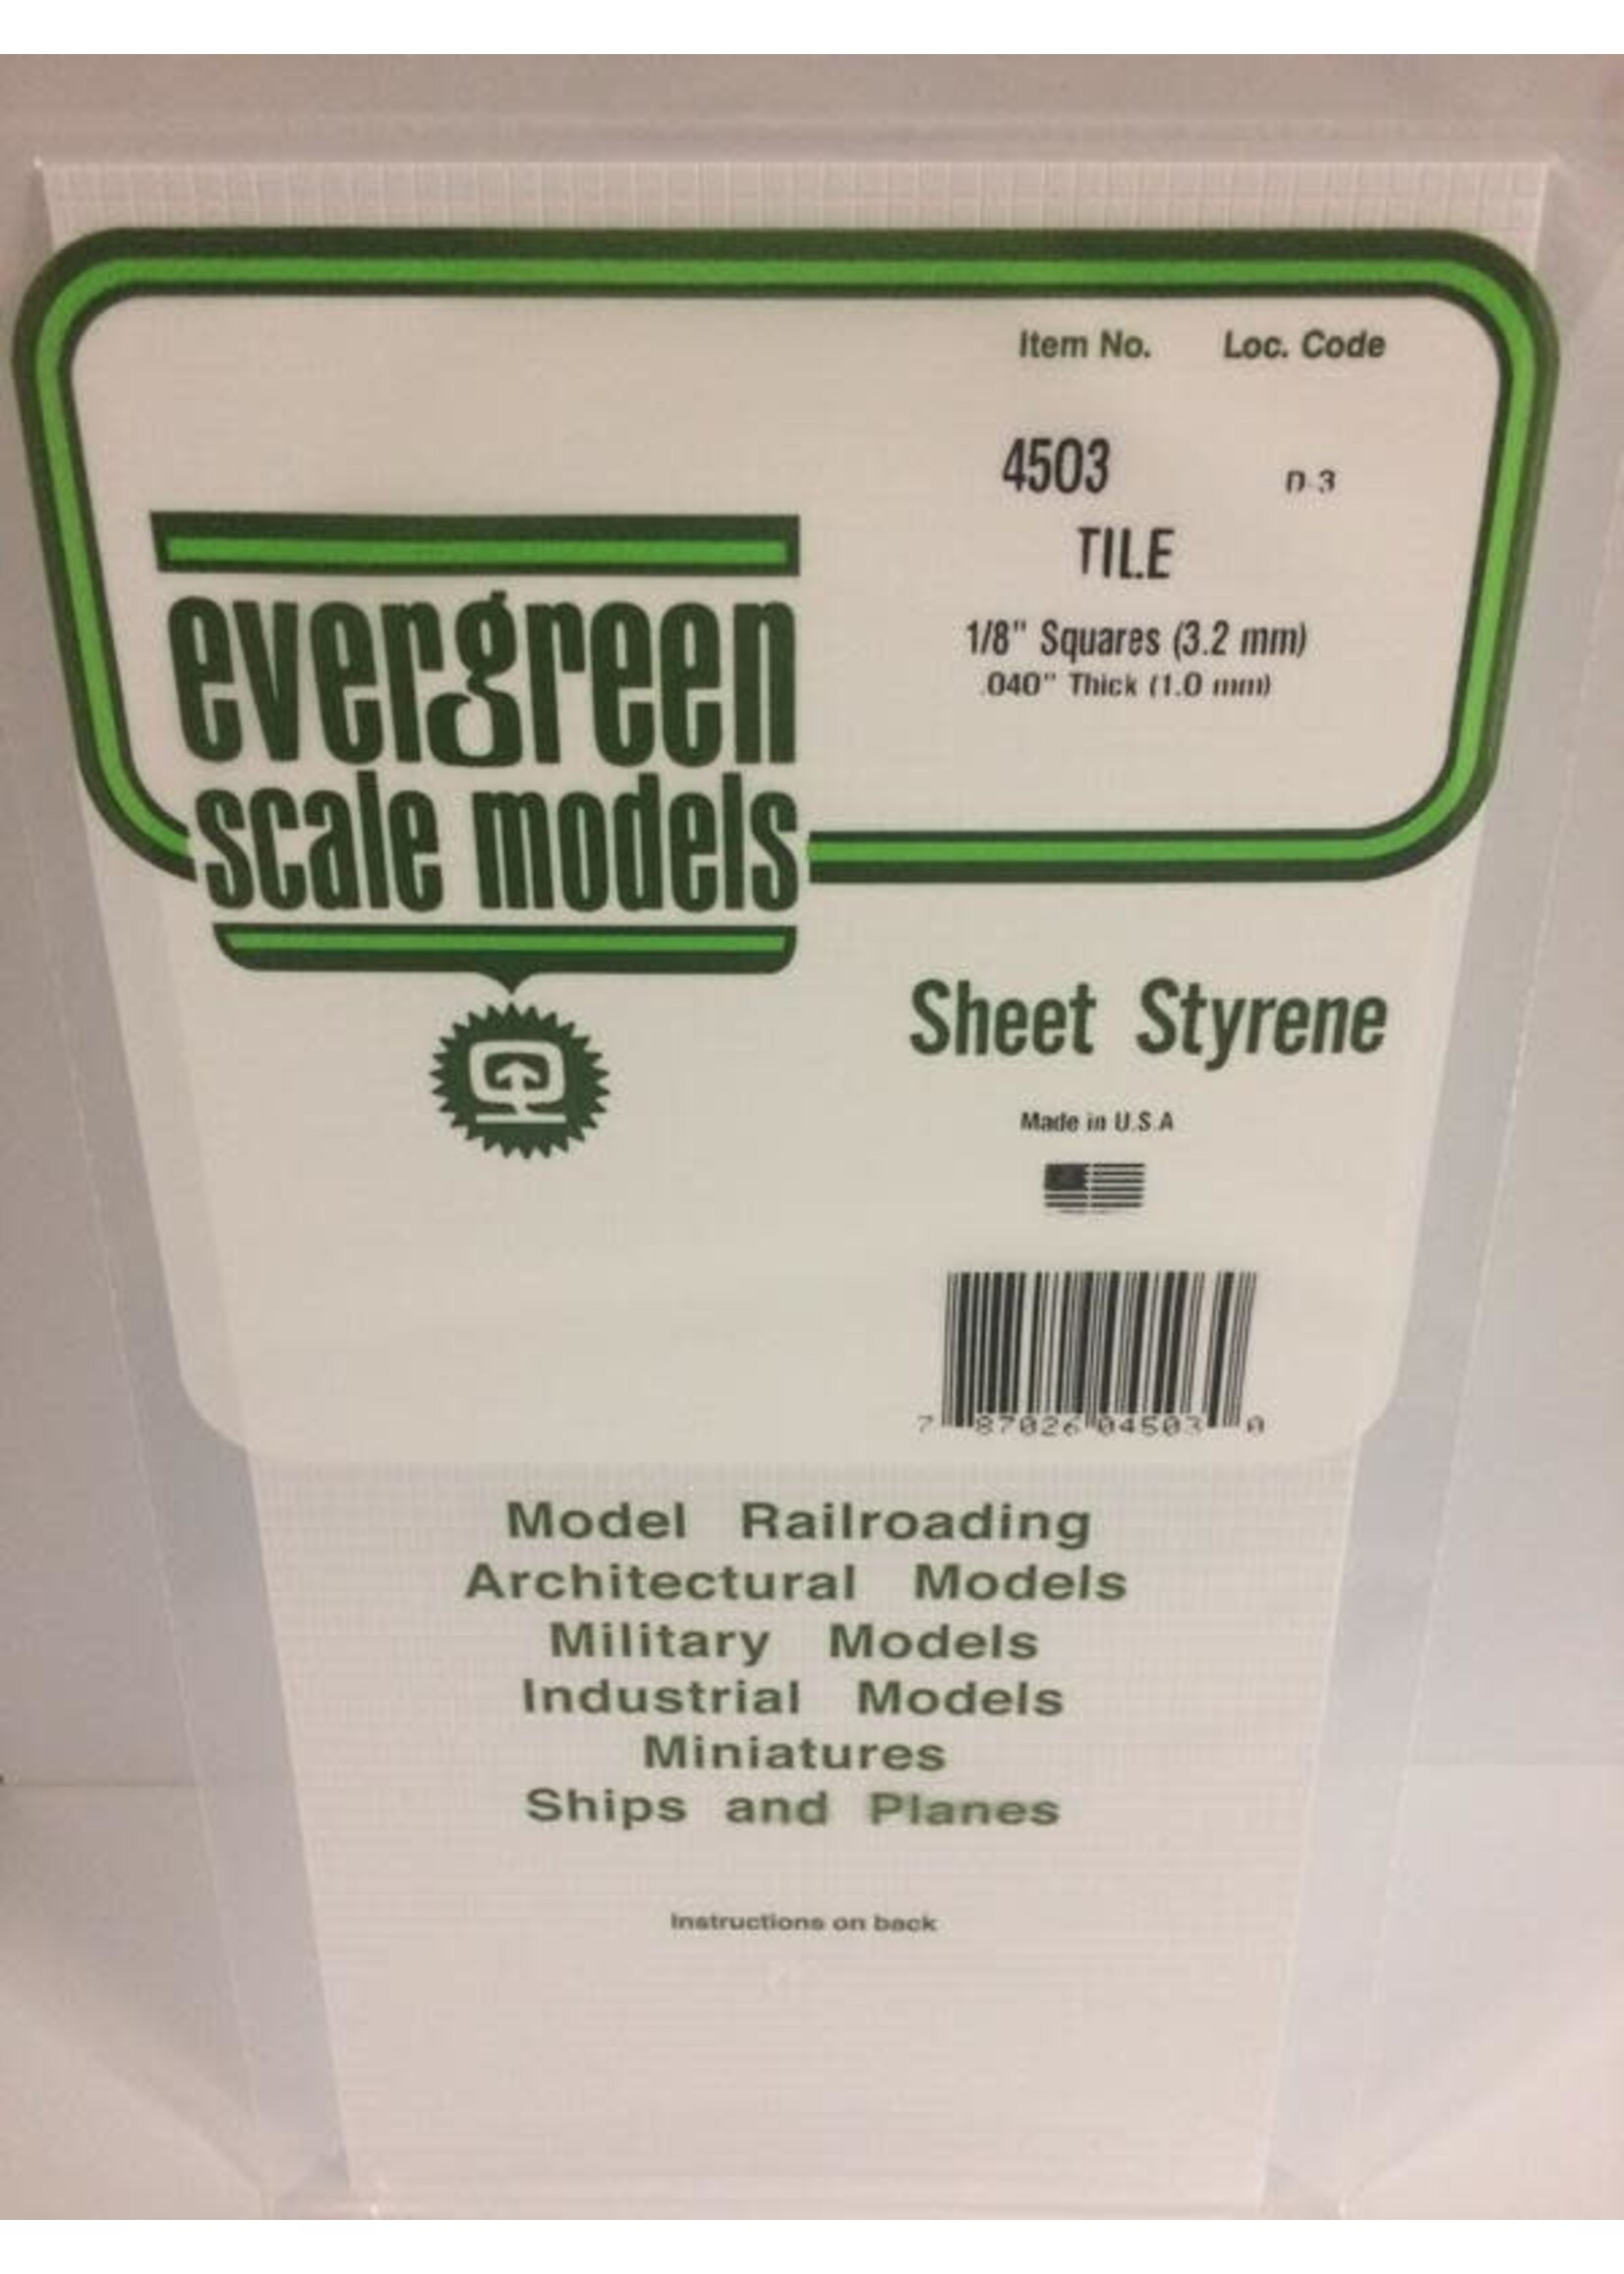 Item No. Loc. Code
4503 D-3
TILE
1/8" Squares (3.2 mm)
.040" Thick (1.0 mm)
evergreen
scale models
Sheet Styrene
Made in U.S.A
7 87026 04503 0
Model Railroading
Architectural Models
Military Models
Industrial Models
Miniatures
Ships and Planes
Instructions on back